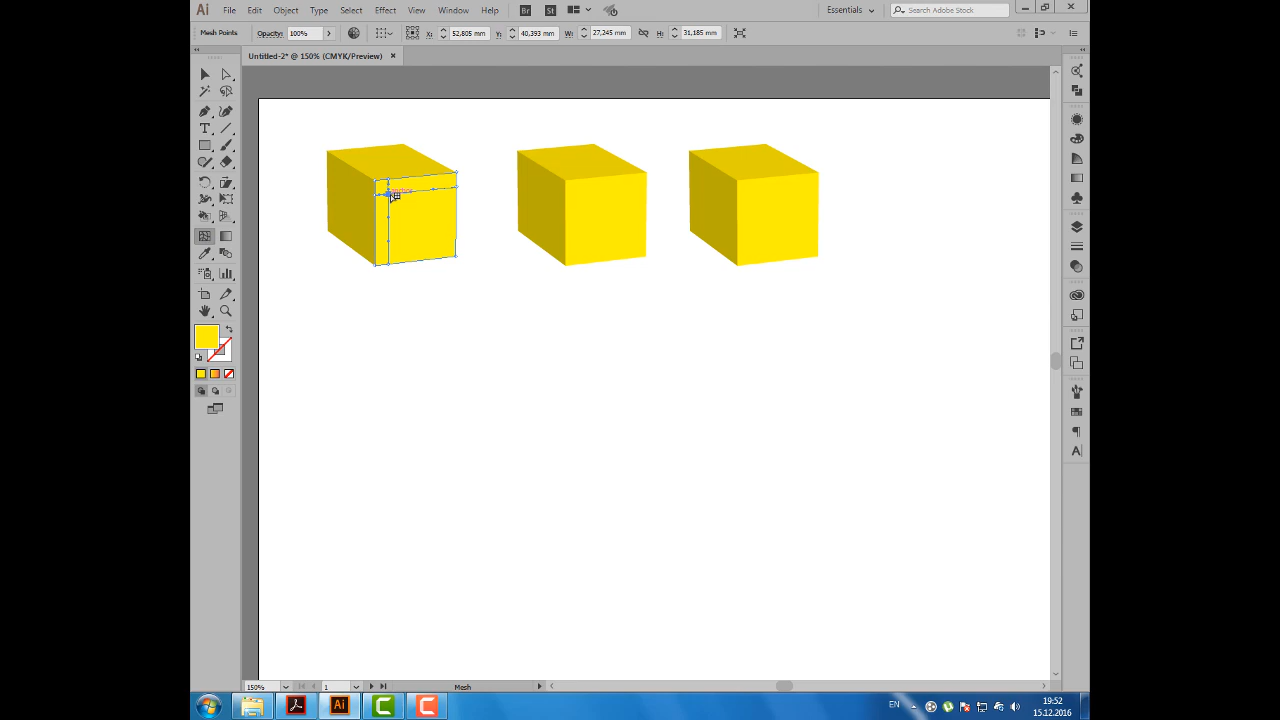 Ai File Edit Object Type Select Effect View Window Help Br St Essentials Search Adobe Stock
Mesh Points Opacity: 100% X: 52,805 mm Y: 40,393 mm W: 27,245 mm H: 31,185 mm
Untitled-2* @ 150% (CMYK/Preview)
anchor
150% 1 Mesh
Ai EN 19:52
15.12.2016